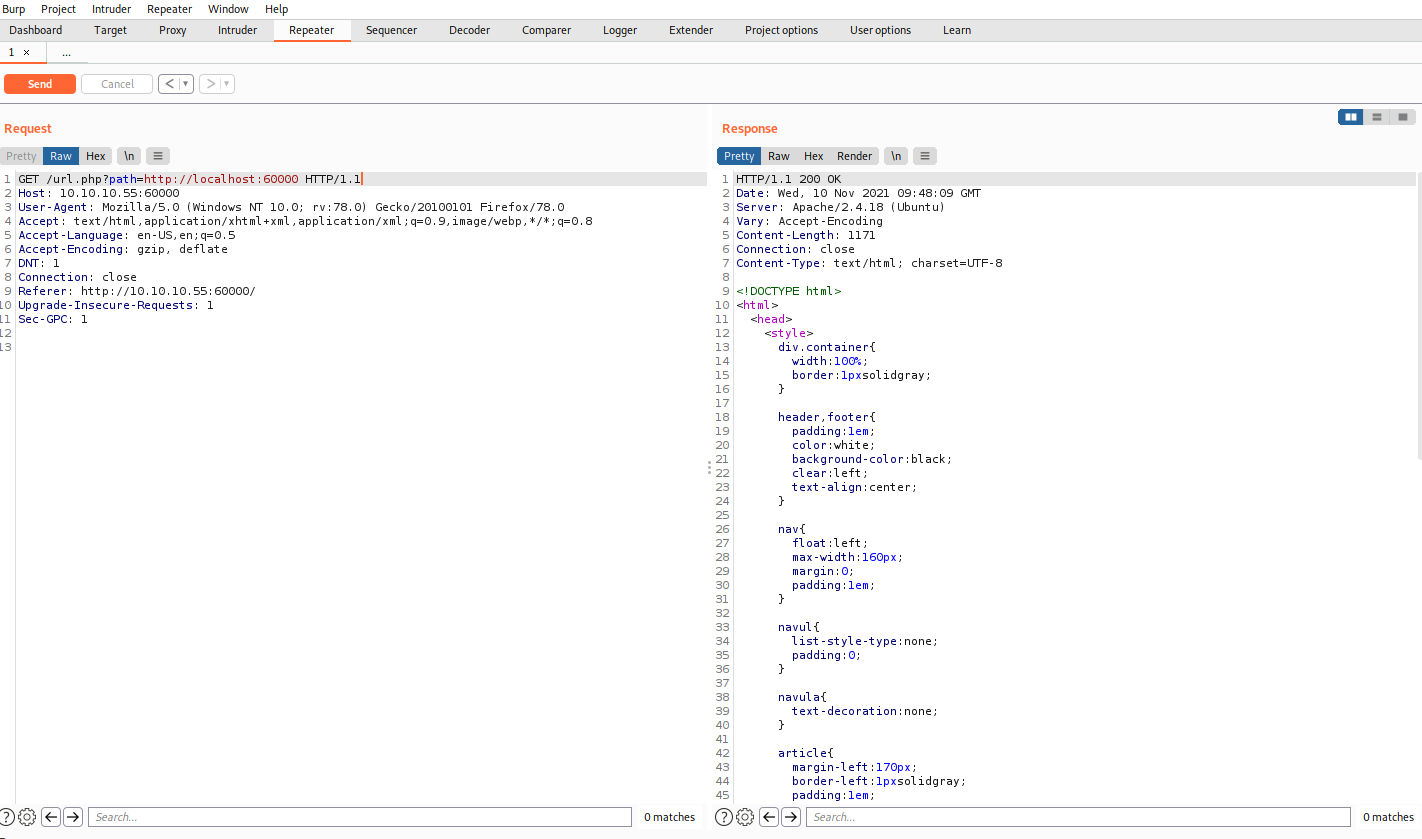 Burp Project Intruder Repeater Window Help
Dashboard Target Proxy Intruder Repeater Sequencer Decoder Comparer Logger Extender Project options User options Learn
1 × ...
Send Cancel < ▼ > ▼
Request
Pretty Raw Hex \n ≡
1 GET /url.php?path=http://localhost:60000 HTTP/1.1
2 Host: 10.10.10.55:60000
3 User-Agent: Mozilla/5.0 (Windows NT 10.0; rv:78.0) Gecko/20100101 Firefox/78.0
4 Accept: text/html,application/xhtml+xml,application/xml;q=0.9,image/webp,*/*;q=0.8
5 Accept-Language: en-US,en;q=0.5
6 Accept-Encoding: gzip, deflate
7 DNT: 1
8 Connection: close
9 Referer: http://10.10.10.55:60000/
10 Upgrade-Insecure-Requests: 1
11 Sec-GPC: 1
12
13
? Search... 0 matches
Response
Pretty Raw Hex Render \n ≡
1 HTTP/1.1 200 OK
2 Date: Wed, 10 Nov 2021 09:48:09 GMT
3 Server: Apache/2.4.18 (Ubuntu)
4 Vary: Accept-Encoding
5 Content-Length: 1171
6 Connection: close
7 Content-Type: text/html; charset=UTF-8
8
9 <!DOCTYPE html>
10 <html>
11 <head>
12 <style>
13 div.container{
14 width:100%;
15 border:1pxsolidgray;
16 }
17
18 header,footer{
19 padding:1em;
20 color:white;
21 background-color:black;
22 clear:left;
23 text-align:center;
24 }
25
26 nav{
27 float:left;
28 max-width:160px;
29 margin:0;
30 padding:1em;
31 }
32
33 navul{
34 list-style-type:none;
35 padding:0;
36 }
37
38 navula{
39 text-decoration:none;
40 }
41
42 article{
43 margin-left:170px;
44 border-left:1pxsolidgray;
45 padding:1em;
? Search... 0 matches